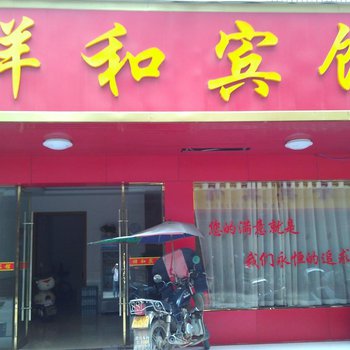 祥和宾馆
您的满意就是
我们永恒的追求